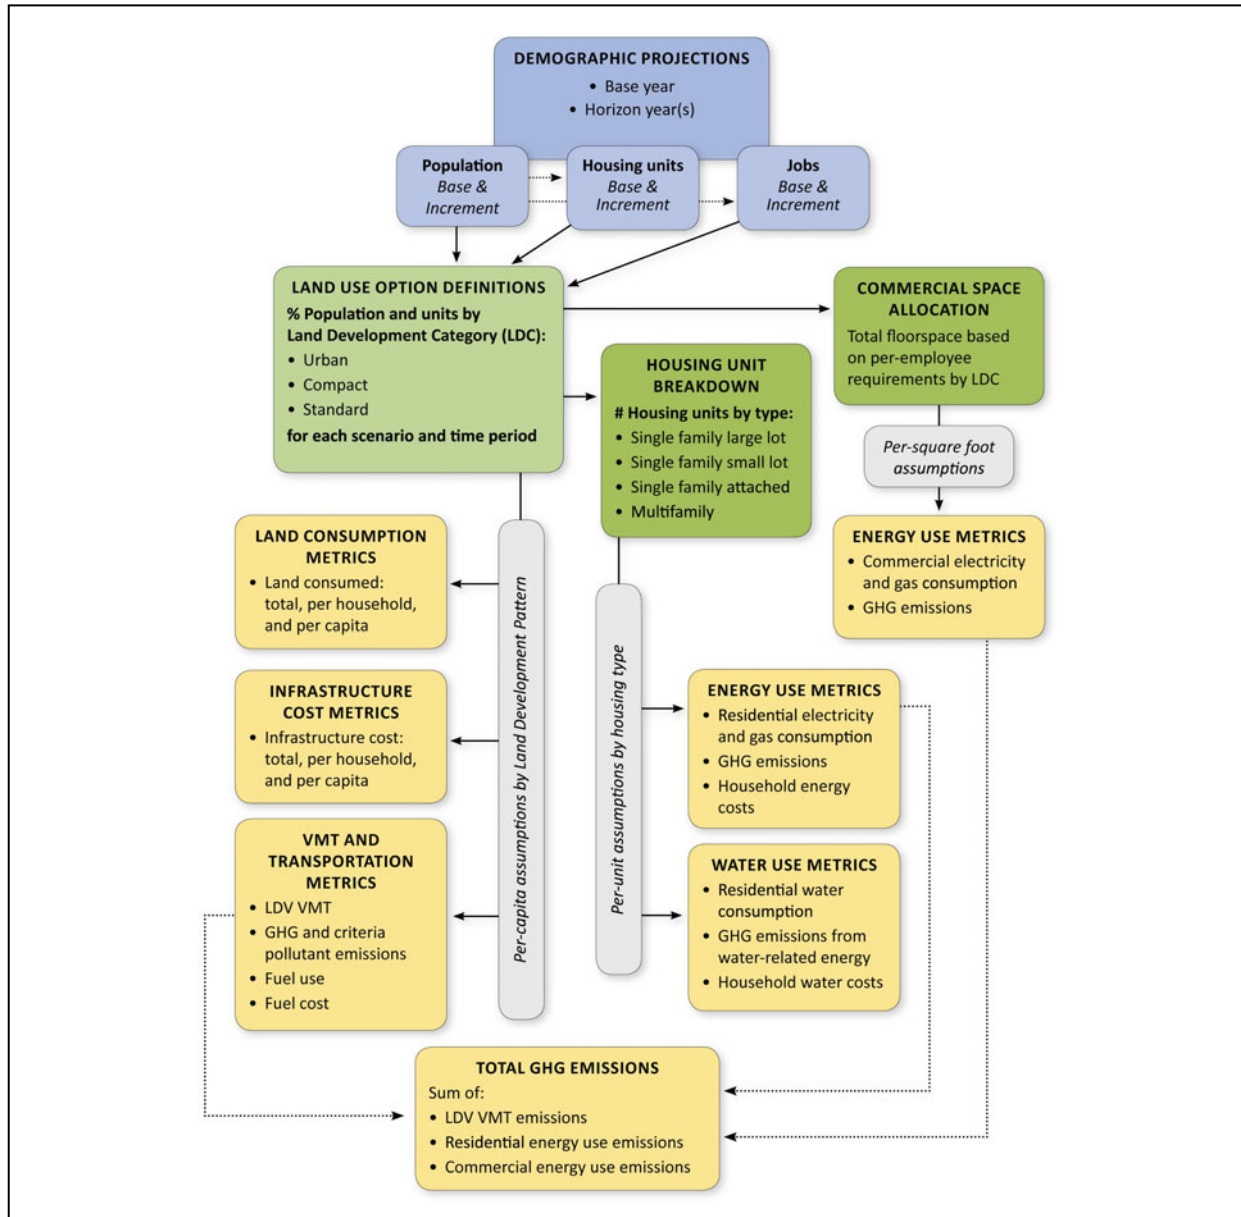 DEMOGRAPHIC PROJECTIONS
• Base year
• Horizon year(s)
Population
Base &
Increment
Housing units
Base &
Increment
Jobs
Base &
Increment
LAND USE OPTION DEFINITIONS
% Population and units by
Land Development Category (LDC):
• Urban
• Compact
• Standard
for each scenario and time period
COMMERCIAL SPACE
ALLOCATION
Total floorspace based
on per-employee
requirements by LDC
HOUSING UNIT
BREAKDOWN
# Housing units by type:
• Single family large lot
• Single family small lot
• Single family attached
• Multifamily
Per-square foot
assumptions
ENERGY USE METRICS
• Commercial electricity
and gas consumption
• GHG emissions
LAND CONSUMPTION
METRICS
• Land consumed:
total, per household,
and per capita
INFRASTRUCTURE
COST METRICS
• Infrastructure cost:
total, per household,
and per capita
VMT AND
TRANSPORTATION
METRICS
• LDV VMT
• GHG and criteria
pollutant emissions
• Fuel use
• Fuel cost
Per-capita assumptions by Land Development Pattern
Per-unit assumptions by housing type
ENERGY USE METRICS
• Residential electricity
and gas consumption
• GHG emissions
• Household energy
costs
WATER USE METRICS
• Residential water
consumption
• GHG emissions from
water-related energy
• Household water costs
TOTAL GHG EMISSIONS
Sum of:
• LDV VMT emissions
• Residential energy use emissions
• Commercial energy use emissions